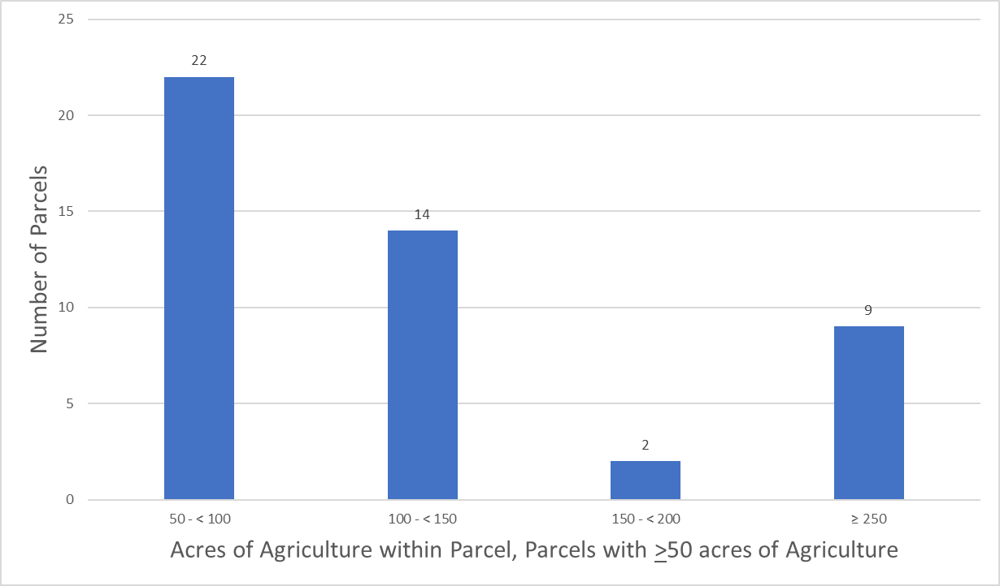 25
22
20
15
14
10
9
5
2
0
50 - < 100
100 - < 150
150 - < 200
≥ 250
Number of Parcels
Acres of Agriculture within Parcel, Parcels with >50 acres of Agriculture